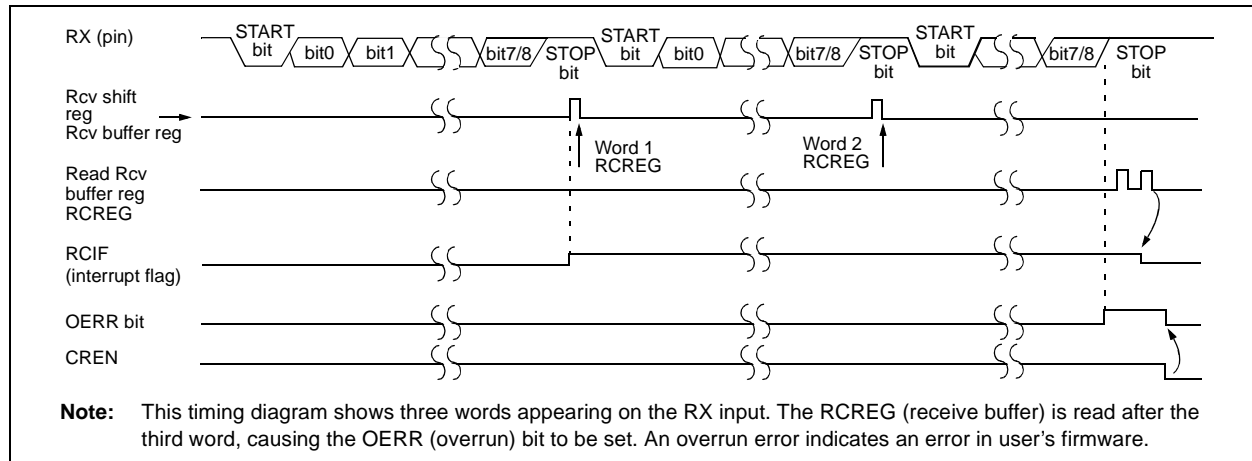 RX (pin)
START
bit
bit0
bit1
bit7/8
STOP
bit
START
bit
bit0
bit7/8
STOP
bit
START
bit
bit7/8
STOP
bit
Rcv shift
reg
Rcv buffer reg
Word 1
RCREG
Word 2
RCREG
Read Rcv
buffer reg
RCREG
RCIF
(interrupt flag)
OERR bit
CREN
Note: This timing diagram shows three words appearing on the RX input. The RCREG (receive buffer) is read after the
third word, causing the OERR (overrun) bit to be set. An overrun error indicates an error in user's firmware.